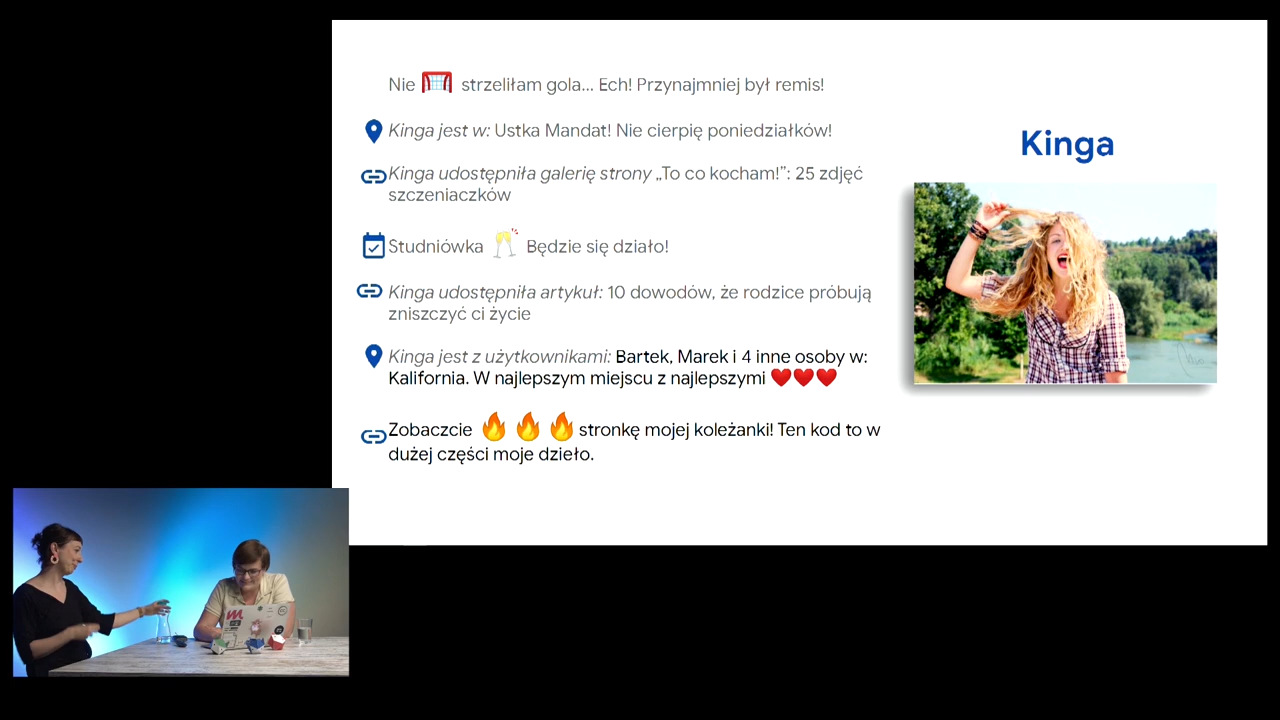 Nie strzeliłam gola... Ech! Przynajmniej był remis!
Kinga jest w: Ustka Mandat! Nie cierpię poniedziałków!
Kinga udostępniła galerię strony „To co kocham!”: 25 zdjęć
szczeniaczków
Studniówka Będzie się działo!
Kinga udostępniła artykuł: 10 dowodów, że rodzice próbują
zniszczyć ci życie
Kinga jest z użytkownikami: Bartek, Marek i 4 inne osoby w:
Kalifornia. W najlepszym miejscu z najlepszymi ❤️❤️❤️
Zobaczcie 🔥 🔥 🔥 stronkę mojej koleżanki! Ten kod to w
dużej części moje dzieło.
Kinga